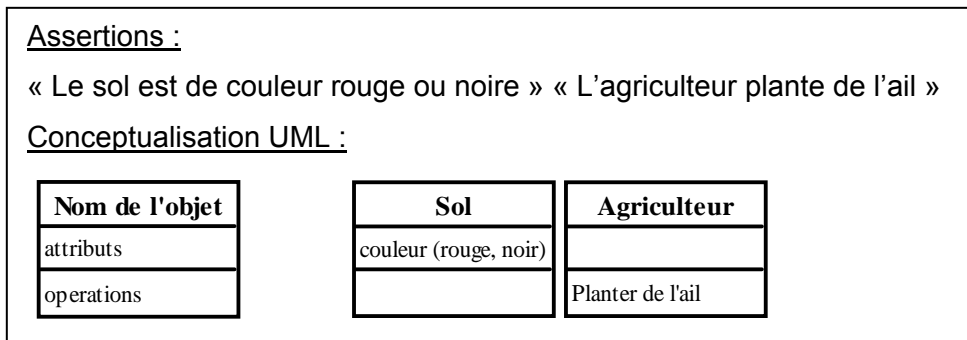 Assertions :
« Le sol est de couleur rouge ou noire » « L’agriculteur plante de l’ail »
Conceptualisation UML :
Nom de l'objet
attributs
operations
Sol
couleur (rouge, noir)
Agriculteur
Planter de l'ail